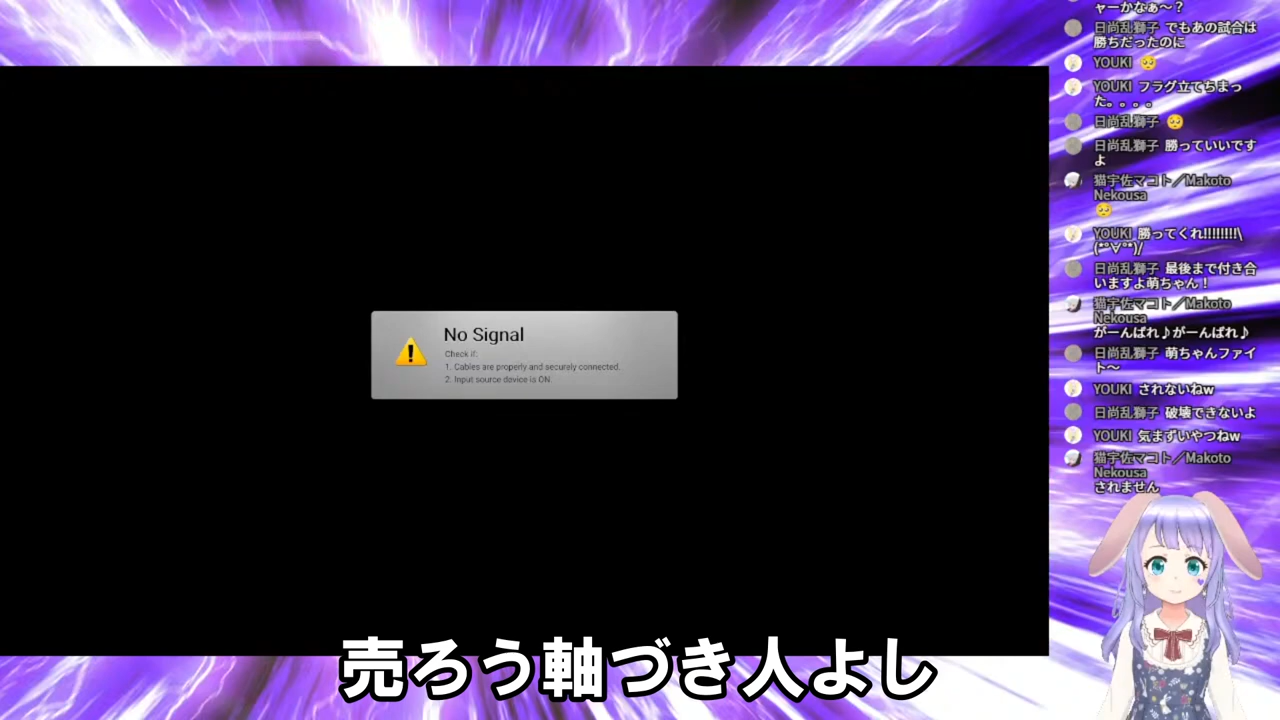 No Signal
Check if:
1. Cables are properly and securely connected.
2. Input source device is ON.
ャーかなぁ〜？
日尚乱獅子 でもあの試合は
勝ちだったのに
YOUKI 🥺
YOUKI フラグ立てちまっ
た。。。。
日尚乱獅子 🥺
日尚乱獅子 勝っていいです
よ
猫宇佐マコト／Makoto
Nekousa
🥺
YOUKI 勝ってくれ!!!!!!!!\
(*°∀°*)/
日尚乱獅子 最後まで付き合
いますよ萌ちゃん！
猫宇佐マコト／Makoto
Nekousa
がーんばれ♪がーんばれ♪
日尚乱獅子 萌ちゃんファイ
ト〜
YOUKI されないねw
日尚乱獅子 破壊できないよ
YOUKI 気まずいやつねw
猫宇佐マコト／Makoto
Nekousa
されません
売ろう軸づき人よし